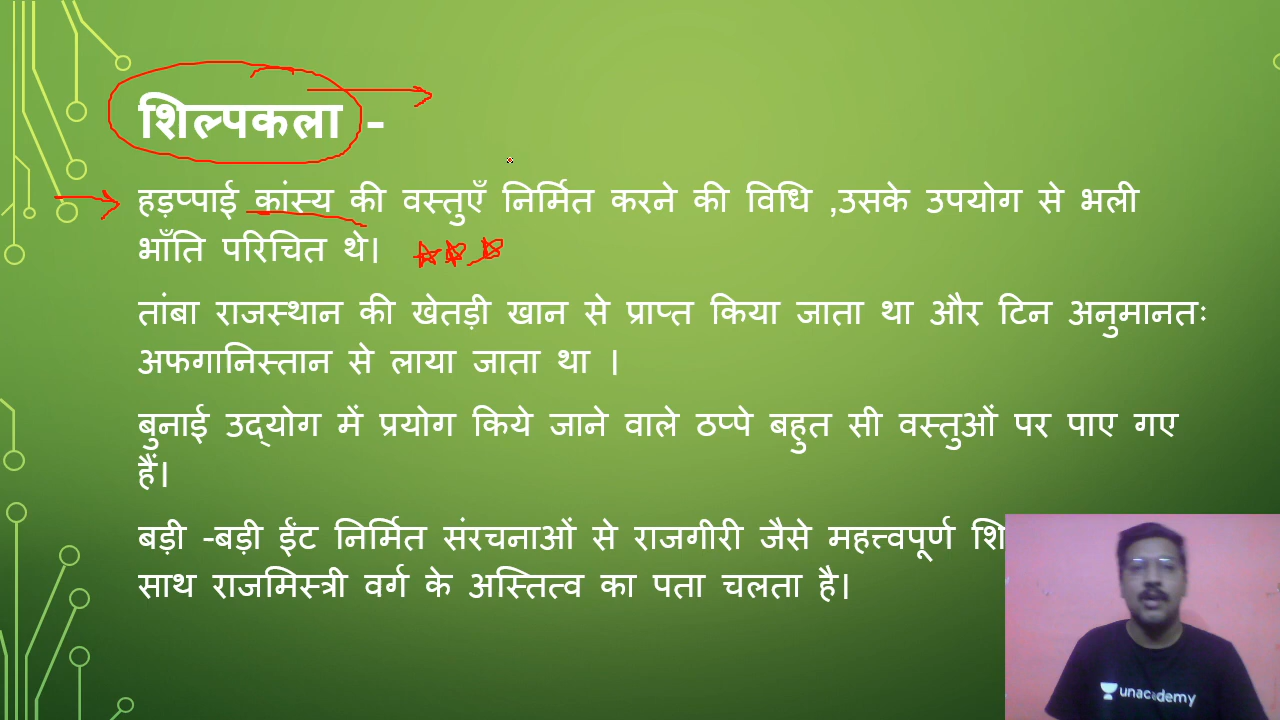 शिल्पकला -
हड़प्पाई कांस्य की वस्तुएँ निर्मित करने की विधि ,उसके उपयोग से भली
भाँति परिचित थे।
तांबा राजस्थान की खेतड़ी खान से प्राप्त किया जाता था और टिन अनुमानतः
अफगानिस्तान से लाया जाता था ।
बुनाई उद्योग में प्रयोग किये जाने वाले ठप्पे बहुत सी वस्तुओं पर पाए गए
हैं।
बड़ी -बड़ी ईंट निर्मित संरचनाओं से राजगीरी जैसे महत्त्वपूर्ण
साथ राजमिस्त्री वर्ग के अस्तित्व का पता चलता है।
unacademy